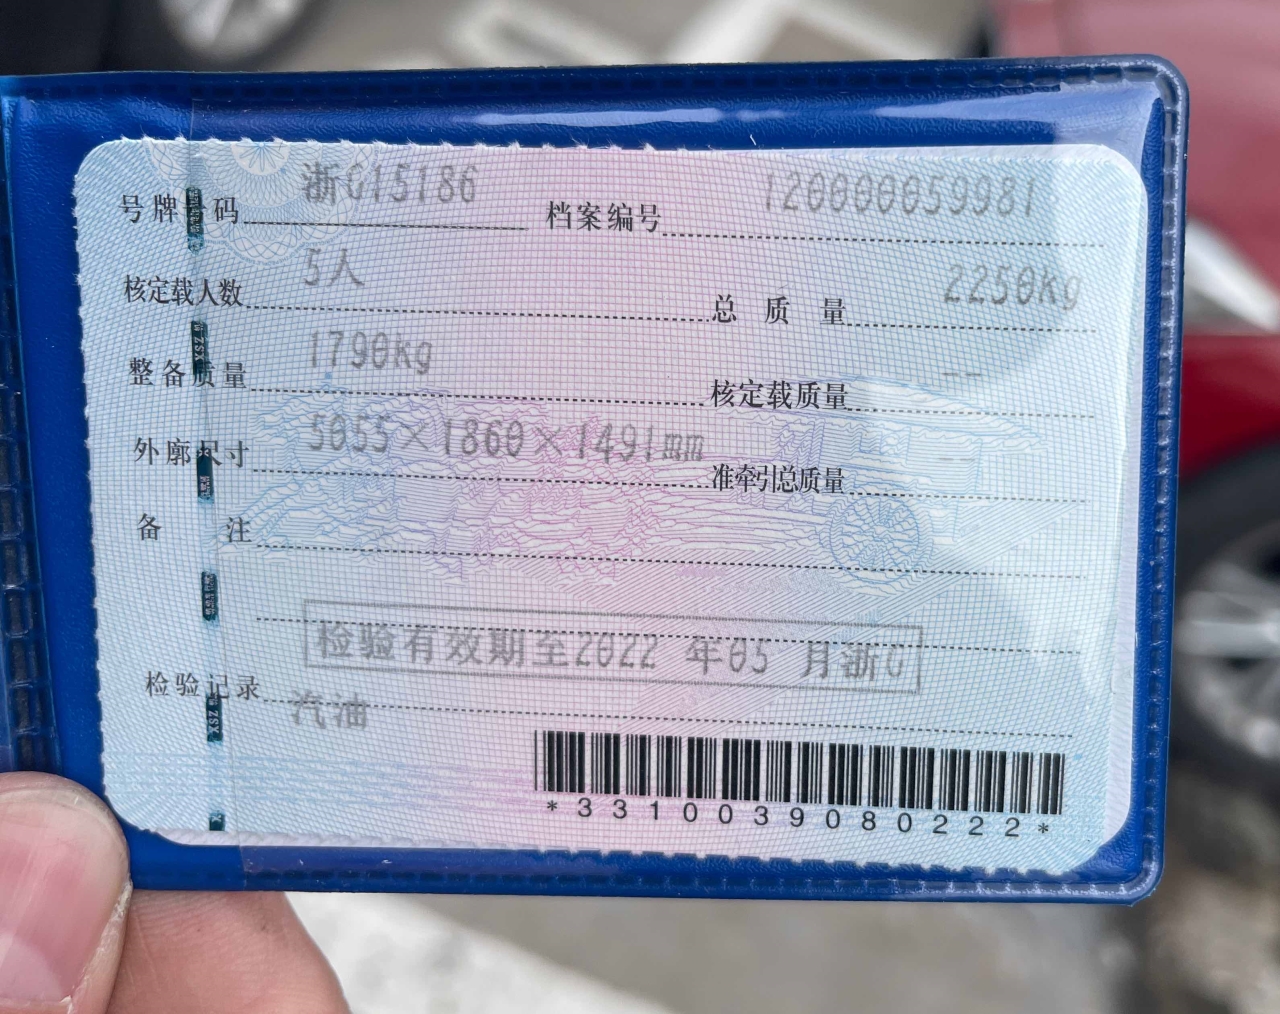 号牌号码 浙G15186 档案编号 120000059981
核定载人数 5人 总质量 2250kg
整备质量 1790kg 核定载质量 --
外廓尺寸 5055×1860×1491mm 准牵引总质量 --
备注
检验有效期至2022 年05 月浙G
检验记录
汽油
*3310039080222*